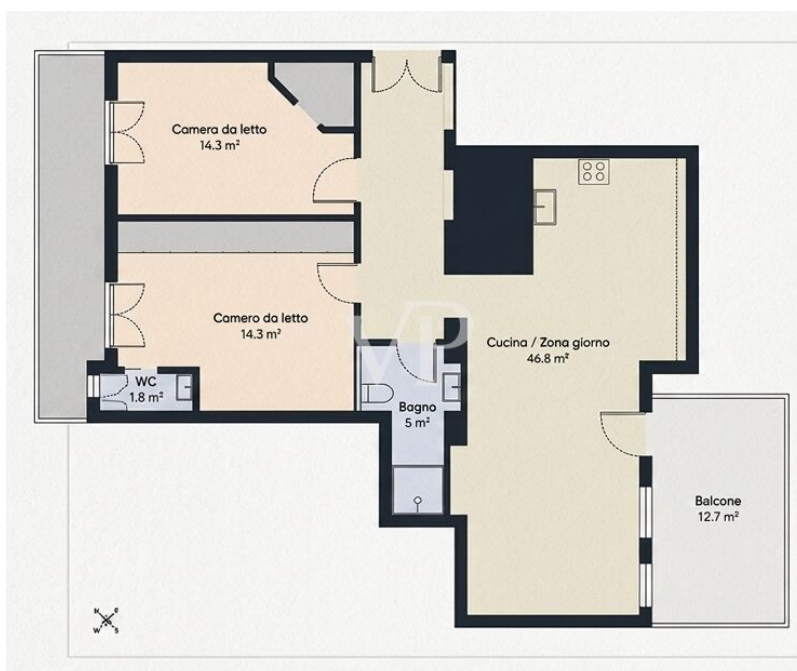 Camera da letto
14.3 m²
Camero da letto
14.3 m²
VP
Cucina / Zona giorno
46.8 m²
WC
1.8 m²
Bagno
5 m²
Balcone
12.7 m²
W S